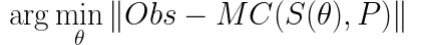 arg min_θ ‖Obs − MC(S(θ), P)‖